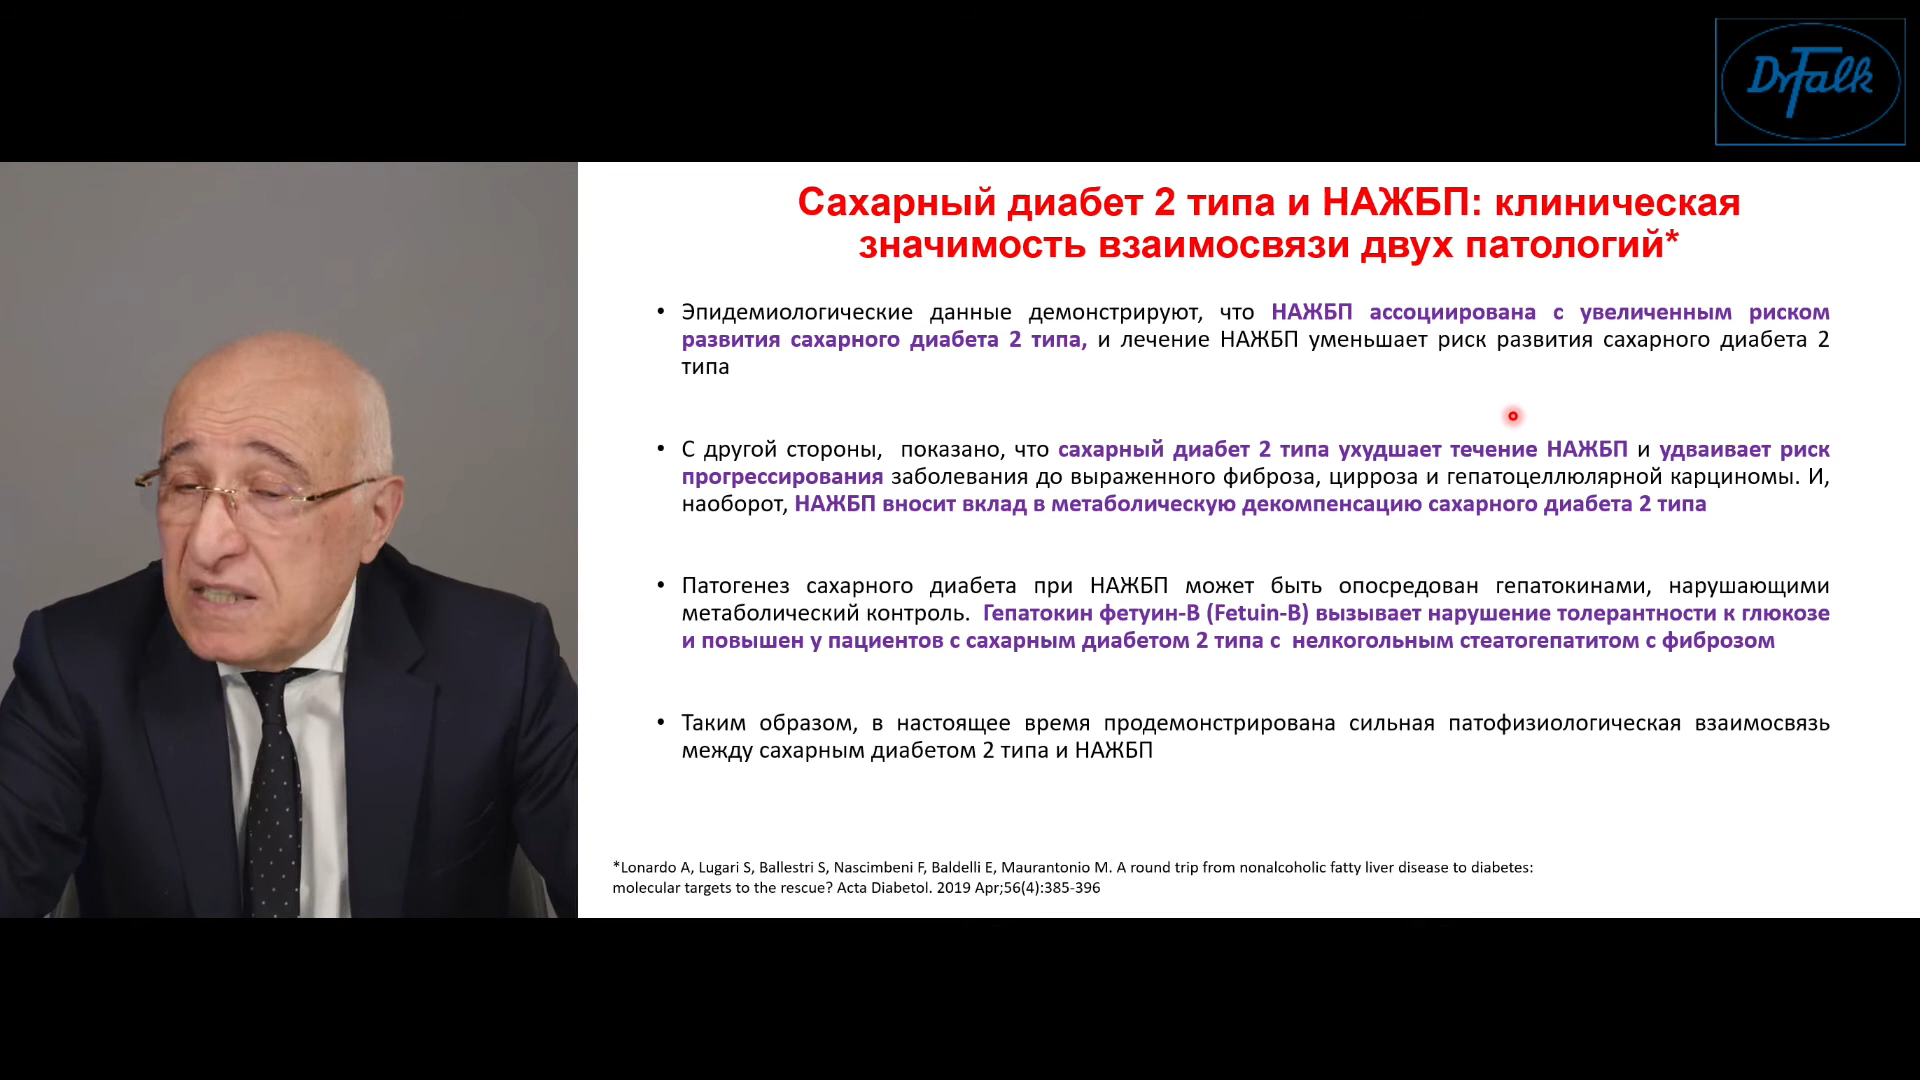 Dr Falk
Сахарный диабет 2 типа и НАЖБП: клиническая
значимость взаимосвязи двух патологий*
• Эпидемиологические данные демонстрируют, что НАЖБП ассоциирована с увеличенным риском
развития сахарного диабета 2 типа, и лечение НАЖБП уменьшает риск развития сахарного диабета 2
типа
• С другой стороны, показано, что сахарный диабет 2 типа ухудшает течение НАЖБП и удваивает риск
прогрессирования заболевания до выраженного фиброза, цирроза и гепатоцеллюлярной карциномы. И,
наоборот, НАЖБП вносит вклад в метаболическую декомпенсацию сахарного диабета 2 типа
• Патогенез сахарного диабета при НАЖБП может быть опосредован гепатокинами, нарушающими
метаболический контроль. Гепатокин фетуин-В (Fetuin-B) вызывает нарушение толерантности к глюкозе
и повышен у пациентов с сахарным диабетом 2 типа с нелкогольным стеатогепатитом с фиброзом
• Таким образом, в настоящее время продемонстрирована сильная патофизиологическая взаимосвязь
между сахарным диабетом 2 типа и НАЖБП
*Lonardo A, Lugari S, Ballestri S, Nascimbeni F, Baldelli E, Maurantonio M. A round trip from nonalcoholic fatty liver disease to diabetes:
molecular targets to the rescue? Acta Diabetol. 2019 Apr;56(4):385-396